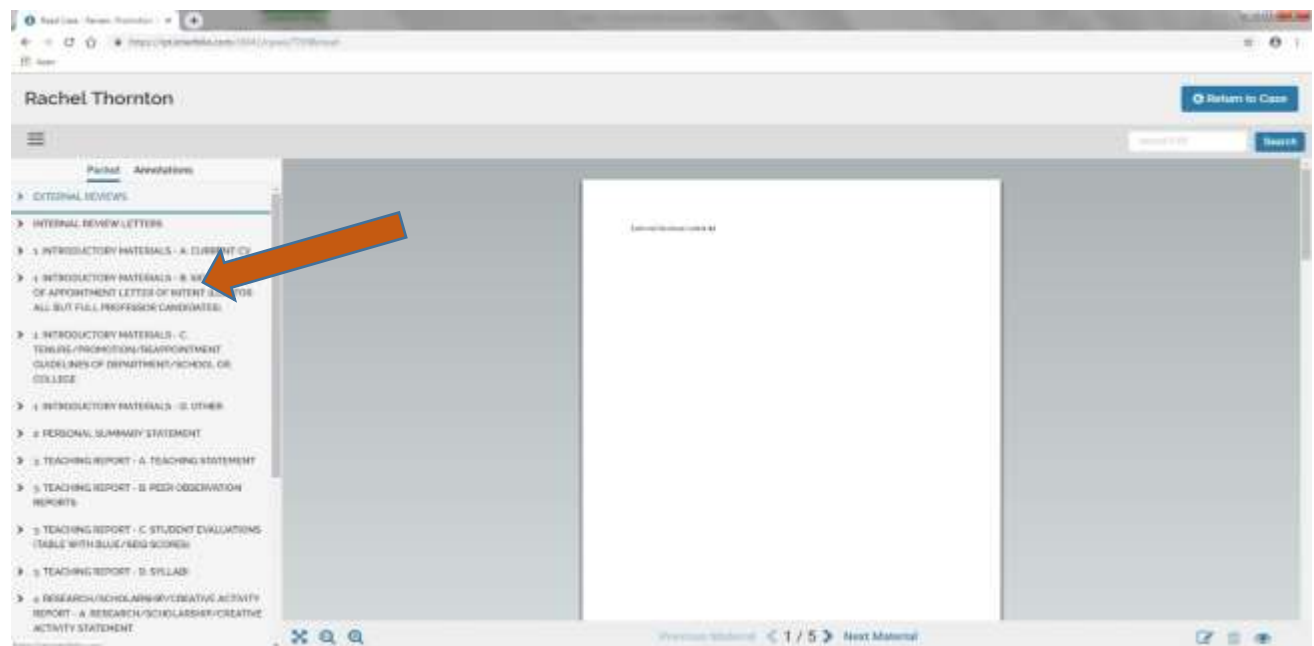 Rachel Thornton
Return to Case
Search
Packet Annotations
EXTERNAL REVIEWS
INTERNAL REVIEW LETTERS
1. INTRODUCTORY MATERIALS - A. CURRENT CV
1. INTRODUCTORY MATERIALS - B.
OF APPOINTMENT LETTER OF INTENT FOR
ALL BUT FULL PROFESSOR CANDIDATES)
1. INTRODUCTORY MATERIALS - C.
TENURE/PROMOTION/REAPPOINTMENT
GUIDELINES OF DEPARTMENT/SCHOOL OR
COLLEGE
1. INTRODUCTORY MATERIALS - D. OTHER
2. PERSONAL SUMMARY STATEMENT
3. TEACHING REPORT - A. TEACHING STATEMENT
3. TEACHING REPORT - B. PEER OBSERVATION
REPORTS
3. TEACHING REPORT - C. STUDENT EVALUATIONS
(TABLE WITH BLUE/SEIQ SCORES)
3. TEACHING REPORT - D. SYLLABI
4. RESEARCH/SCHOLARSHIP/CREATIVE ACTIVITY
REPORT - A. RESEARCH/SCHOLARSHIP/CREATIVE
ACTIVITY STATEMENT
Previous Material 1 / 5 Next Material